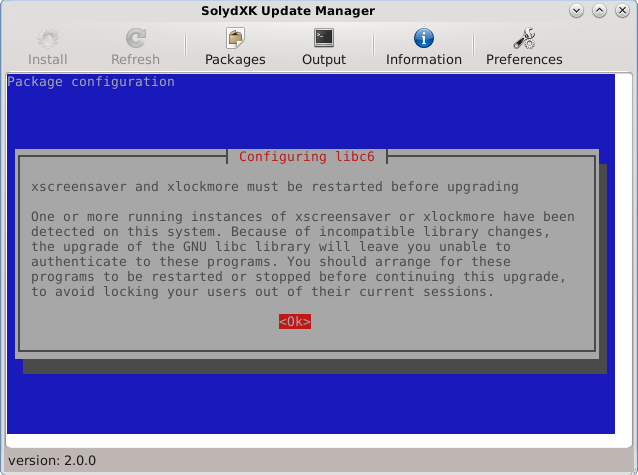 SolydXK Update Manager
Install
Refresh
Packages
Output
Information
Preferences
Package configuration
Configuring libc6
xscreensaver and xlockmore must be restarted before upgrading
One or more running instances of xscreensaver or xlockmore have been
detected on this system. Because of incompatible library changes,
the upgrade of the GNU libc library will leave you unable to
authenticate to these programs. You should arrange for these
programs to be restarted or stopped before continuing this upgrade,
to avoid locking your users out of their current sessions.
<Ok>
version: 2.0.0